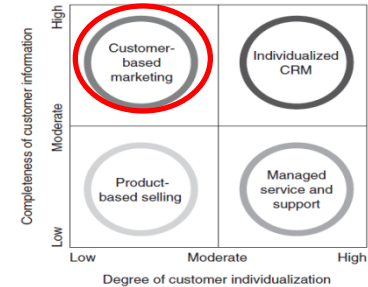 Completeness of customer information
High
Moderate
Low
Customer-
based
marketing
Individualized
CRM
Product-
based selling
Managed
service and
support
Low
Moderate
High
Degree of customer individualization